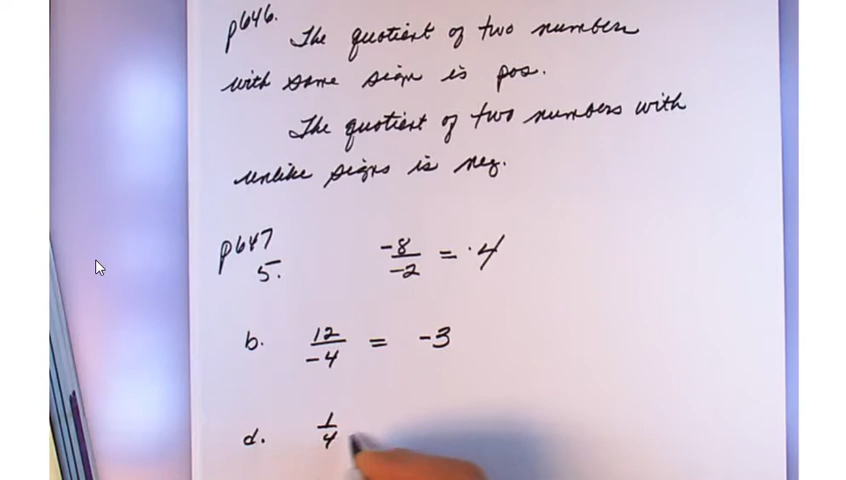 p646. The quotient of two numbers
with same sign is pos.
The quotient of two numbers with
unlike signs is neg.
p647
5. -8/-2 = 4
b. 12/-4 = -3
d. 1/4